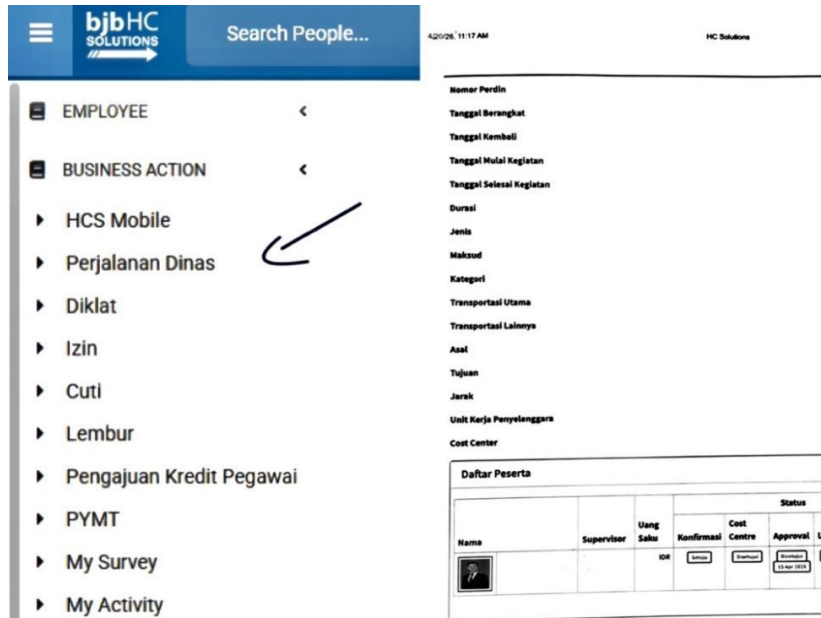 bjbHC
SOLUTIONS
Search People...
EMPLOYEE
BUSINESS ACTION
HCS Mobile
Perjalanan Dinas
Diklat
Izin
Cuti
Lembur
Pengajuan Kredit Pegawai
PYMT
My Survey
My Activity
4/20/26, 11:17 AM HC Solutions
Nomor Perdin
Tanggal Berangkat
Tanggal Kembali
Tanggal Mulai Kegiatan
Tanggal Selesai Kegiatan
Durasi
Jenis
Maksud
Kategori
Transportasi Utama
Transportasi Lainnya
Asal
Tujuan
Jarak
Unit Kerja Penyelenggara
Cost Center
Daftar Peserta
Status
Nama Supervisor Uang Saku Konfirmasi Cost Centre Approval
IDR Setuju Disetujui Disetujui